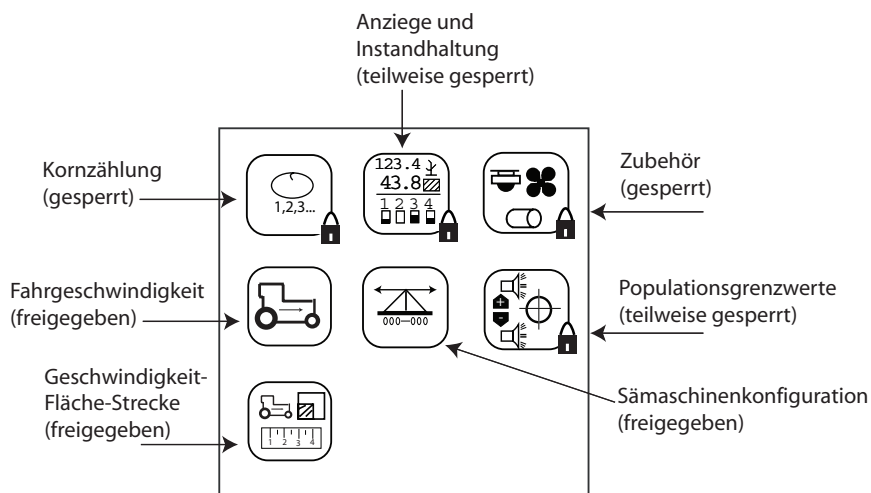 Anziege und
Instandhaltung
(teilweise gesperrt)
Kornzählung
(gesperrt)
1,2,3...
123.4
43.8
1 2 3 4
Zubehör
(gesperrt)
Fahrgeschwindigkeit
(freigegeben)
000—000
Populationsgrenzwerte
(teilweise gesperrt)
Geschwindigkeit-
Fläche-Strecke
(freigegeben)
1 2 3 4
Sämaschinenkonfiguration
(freigegeben)